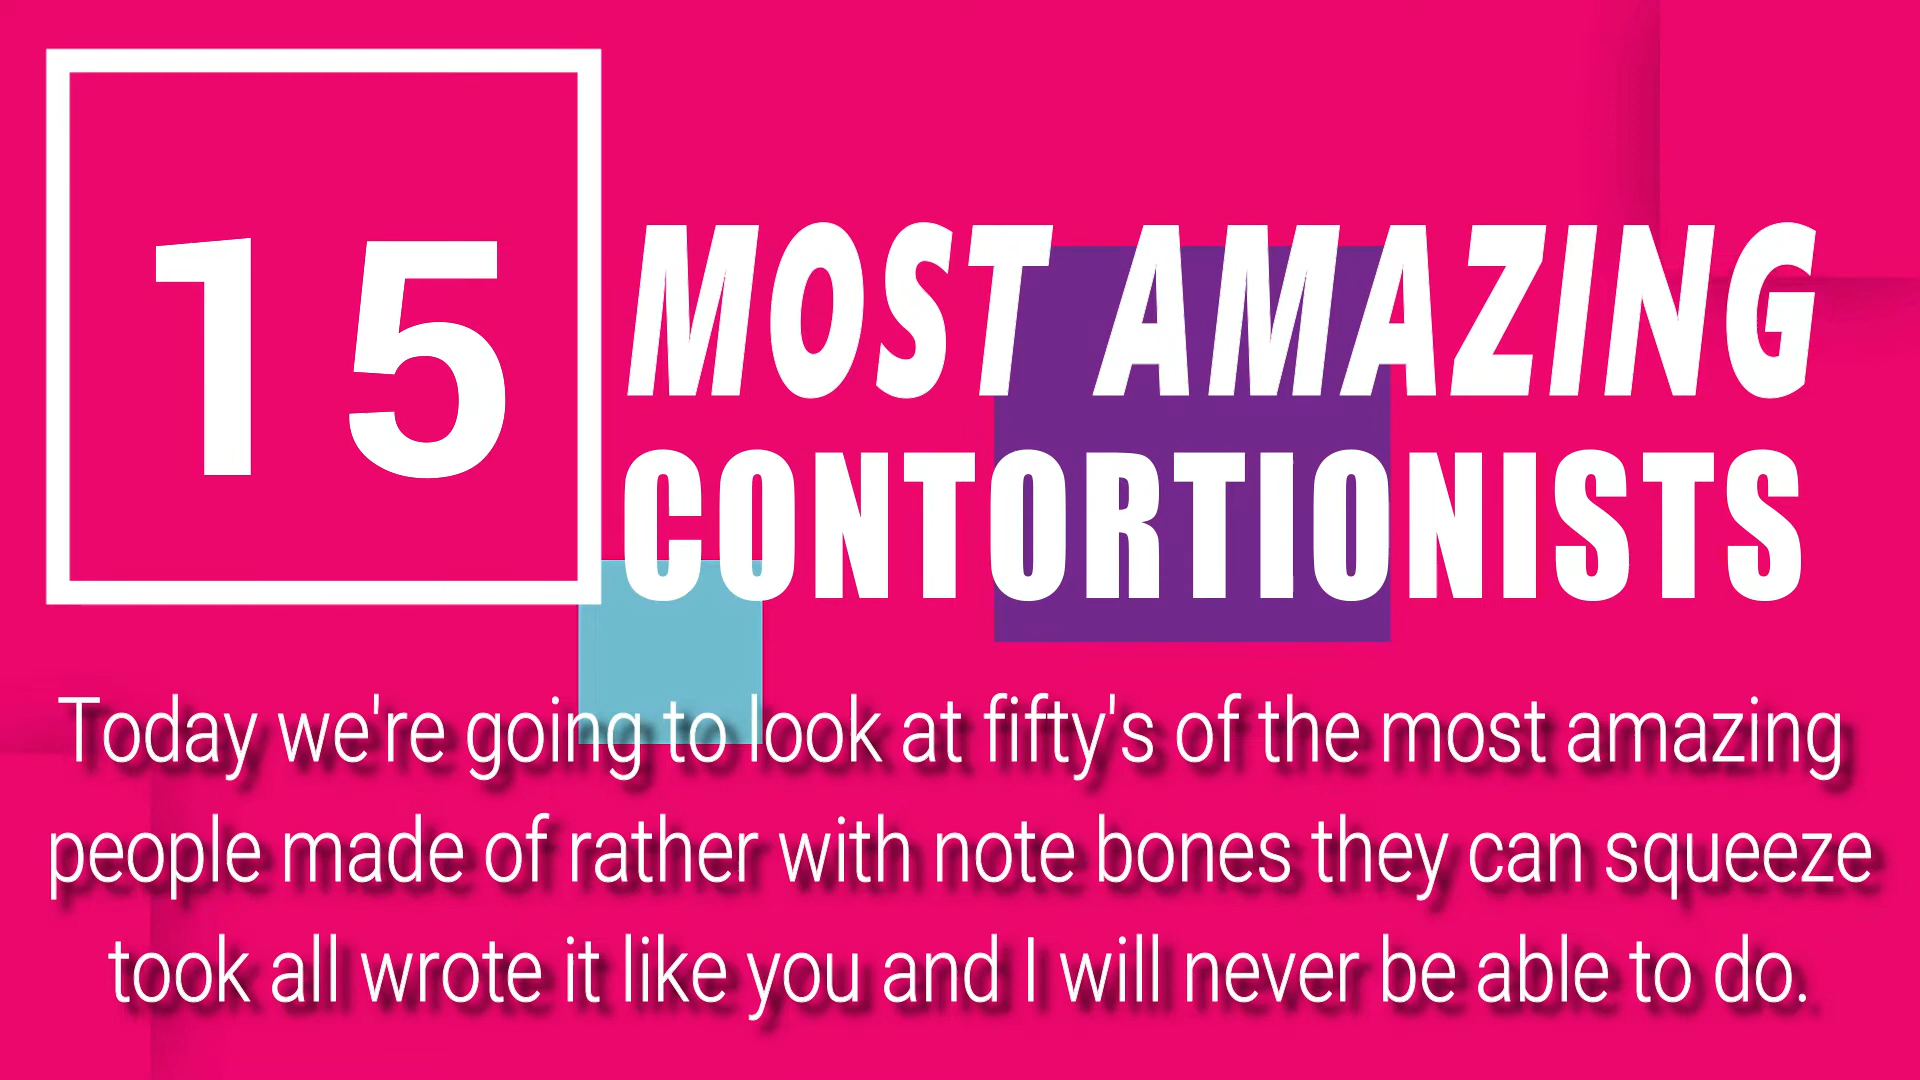 15
MOST AMAZING
CONTORTIONISTS
Today we're going to look at fifty's of the most amazing
people made of rather with note bones they can squeeze
took all wrote it like you and I will never be able to do.